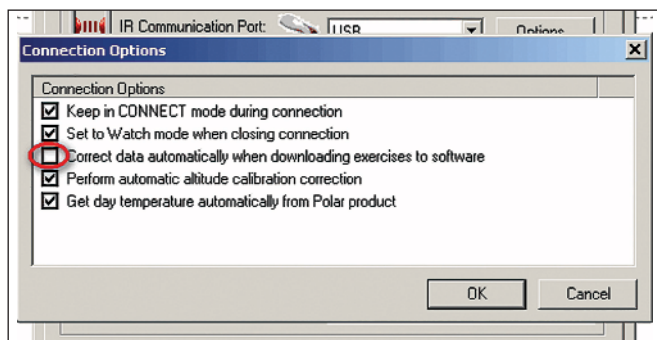 IR Communication Port: USB Options
Connection Options
Connection Options
Keep in CONNECT mode during connection
Set to Watch mode when closing connection
Correct data automatically when downloading exercises to software
Perform automatic altitude calibration correction
Get day temperature automatically from Polar product
OK Cancel